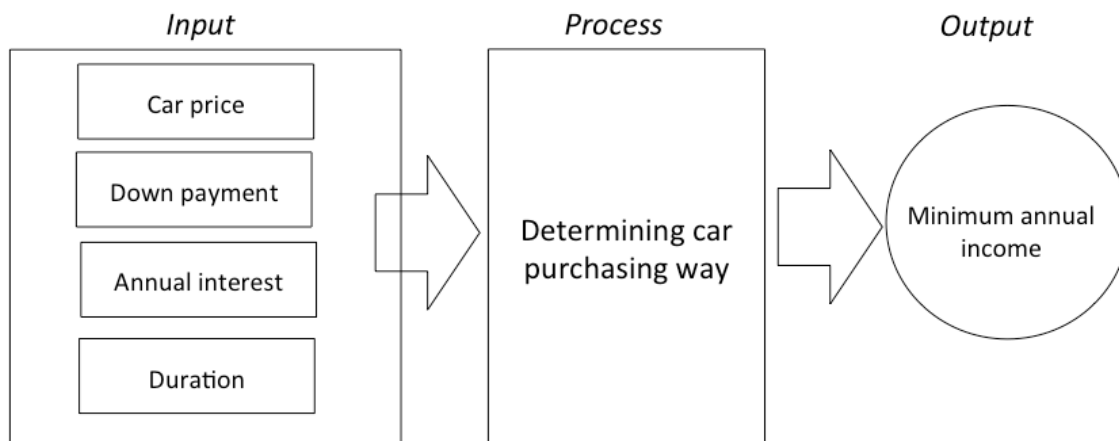 Input
Process
Output
Car price
Down payment
Annual interest
Duration
Determining car
purchasing way
Minimum annual
income